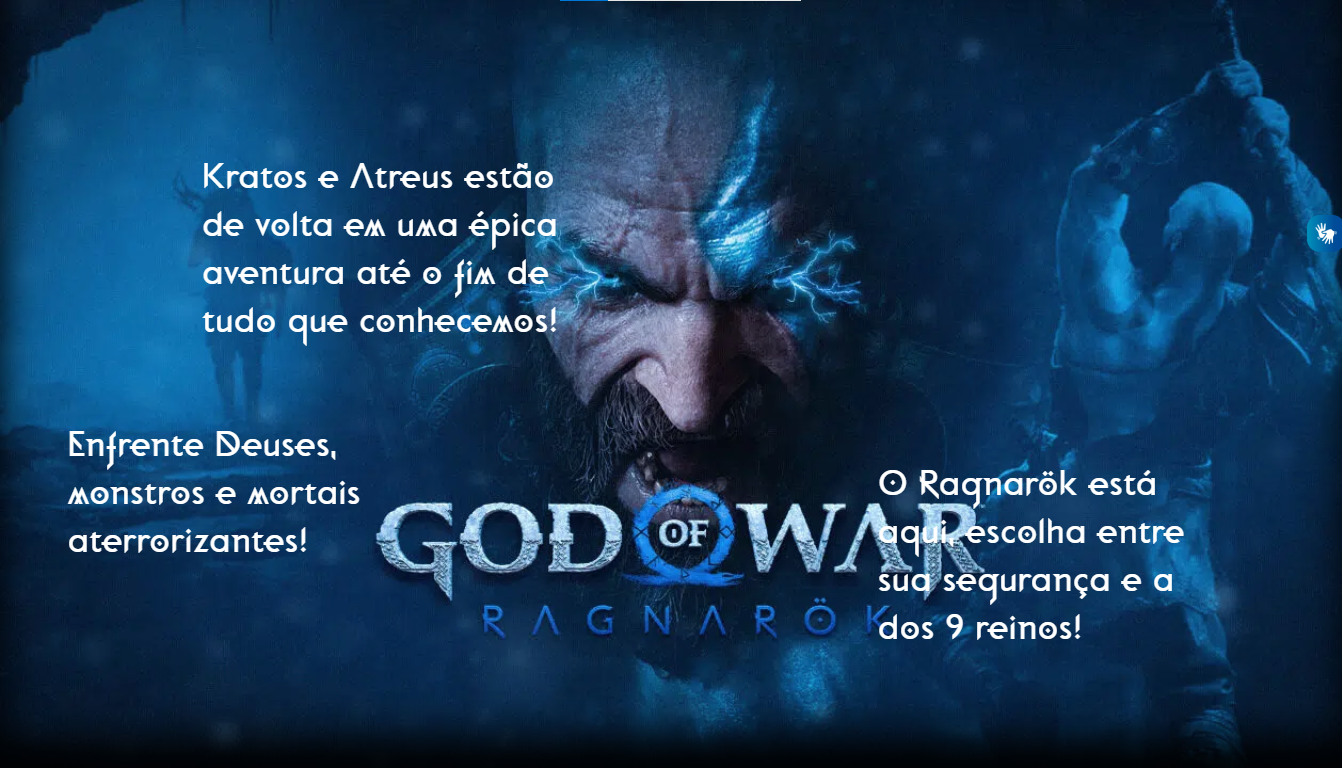 Kratos e Atreus estão
de volta em uma épica
aventura até o fim de
tudo que conhecemos!
Enfrente Deuses,
monstros e mortais
aterrorizantes!
GOD OF WAR
RAGNARÖK
O Ragnarök está
aqui, escolha entre
sua segurança e a
dos 9 reinos!